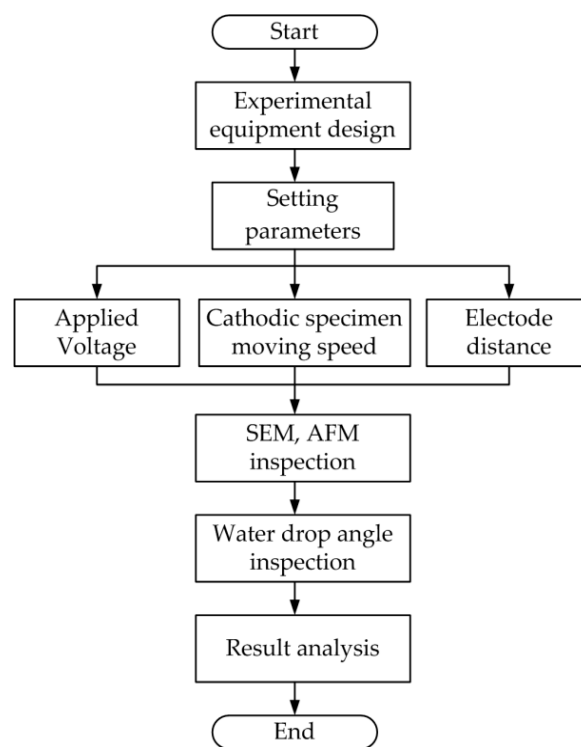 Start
Experimental
equipment design
Setting
parameters
Applied
Voltage
Cathodic specimen
moving speed
Electode
distance
SEM, AFM
inspection
Water drop angle
inspection
Result analysis
End